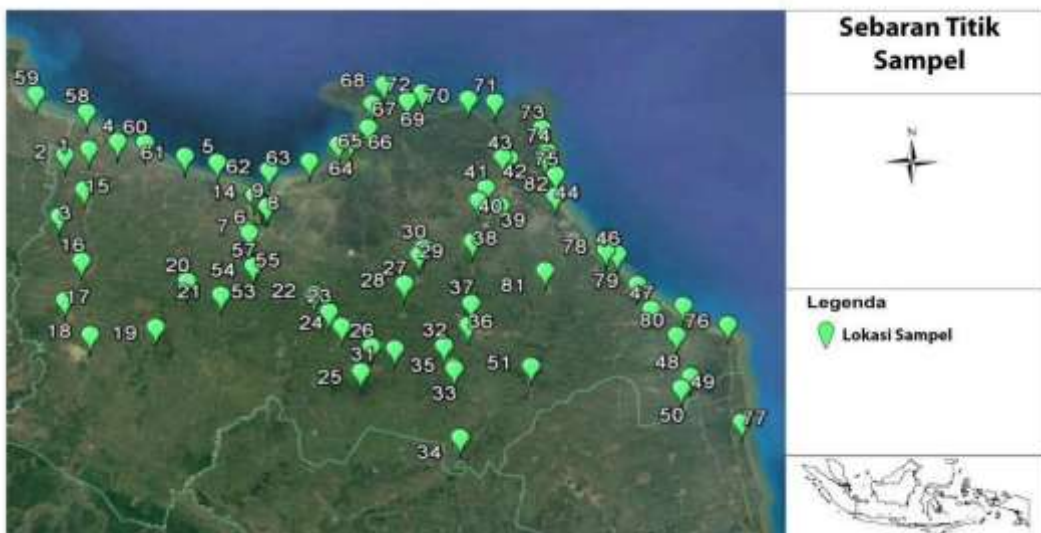 Sebaran Titik
Sampel
N
Legenda
Lokasi Sampel
59
58
68 72 70 71
67 69
4 60
2 1 61 5 62 63 64 65 66
73
74
43 42 75
15 14 9 8 41 82 44
3 6 7 40 39
16 57 30 29 38 78 46
20 54 55 27 28 81 79
21 53 22 23 37 47
17 24 36 80 76
18 19 26 31 32
25 35 33 51 48 49
50
34 77